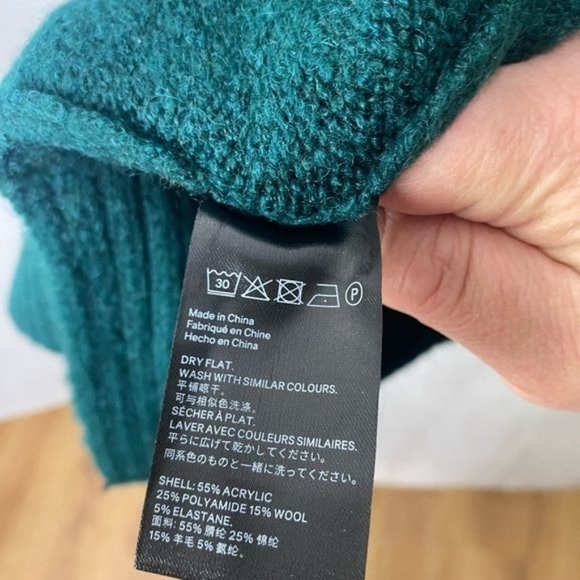 30 P
Made in China
Fabriqué en Chine
Hecho en China
DRY FLAT.
WASH WITH SIMILAR COLOURS.
平铺晾干。
可与相似色洗涤。
SÉCHER À PLAT.
LAVER AVEC COULEURS SIMILAIRES.
平らに広げて乾かしてください。
同系色のものと一緒に洗ってください。
SHELL: 55% ACRYLIC
25% POLYAMIDE 15% WOOL
5% ELASTANE.
面料: 55% 腈纶 25% 锦纶
15% 羊毛 5% 氨纶.